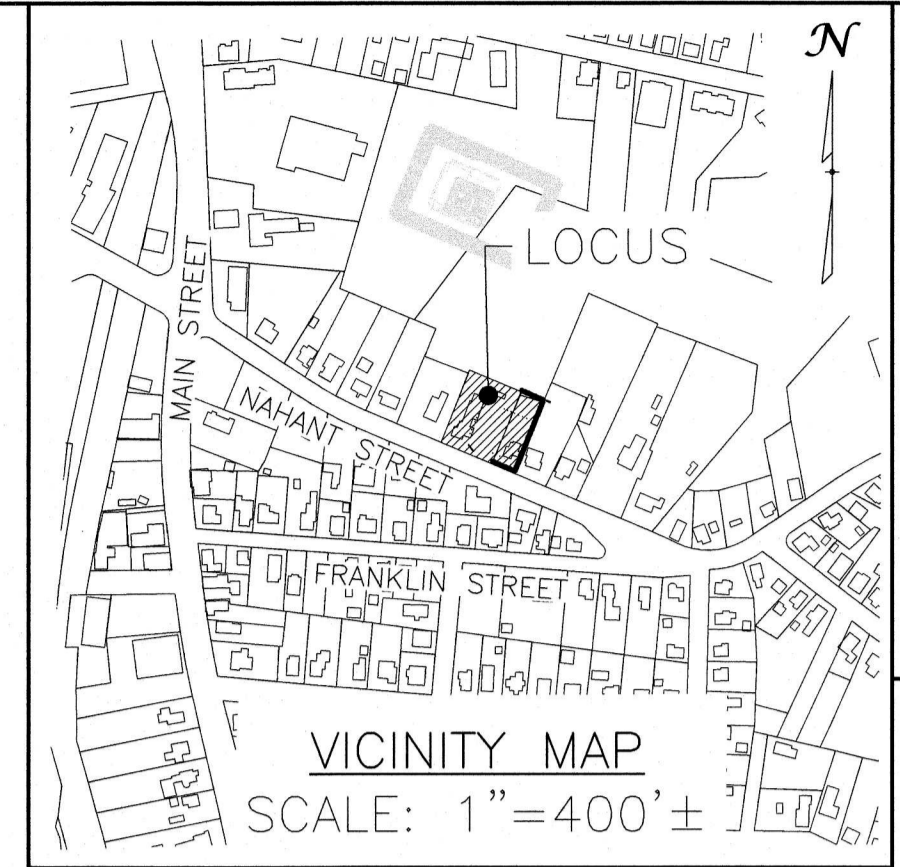 N
LOCUS
MAIN STREET
NAHANT STREET
FRANKLIN STREET
VICINITY MAP
SCALE: 1"=400'±